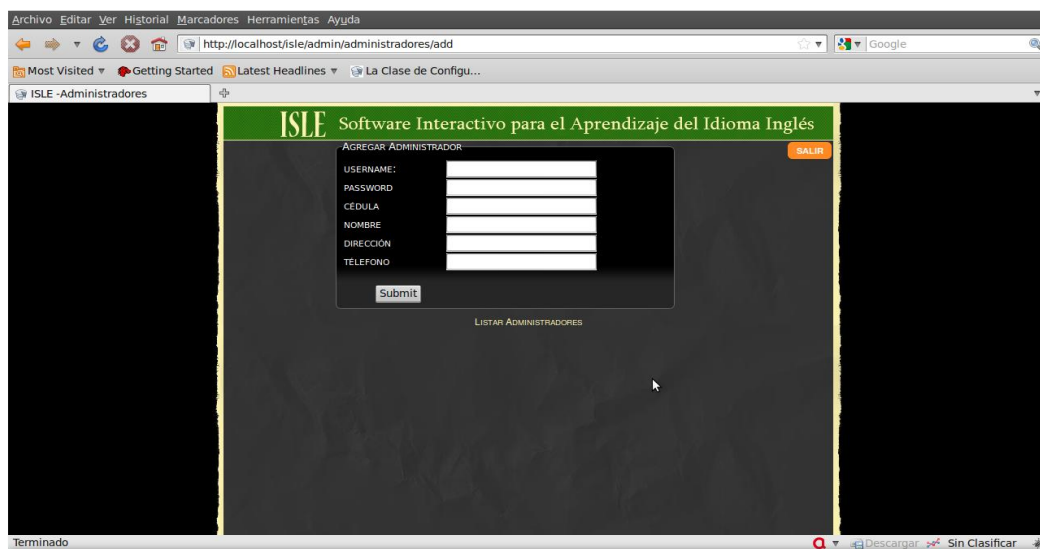 Archivo Editar Ver Historial Marcadores Herramientas Ayuda
http://localhost/isle/admin/administradores/add
Google
Most Visited Getting Started Latest Headlines La Clase de Configu...
ISLE -Administradores
ISLE Software Interactivo para el Aprendizaje del Idioma Inglés
AGREGAR ADMINISTRADOR
SALIR
USERNAME:
PASSWORD
CÉDULA
NOMBRE
DIRECCIÓN
TÉLEFONO
Submit
LISTAR ADMINISTRADORES
Terminado
Descargar
Sin Clasificar